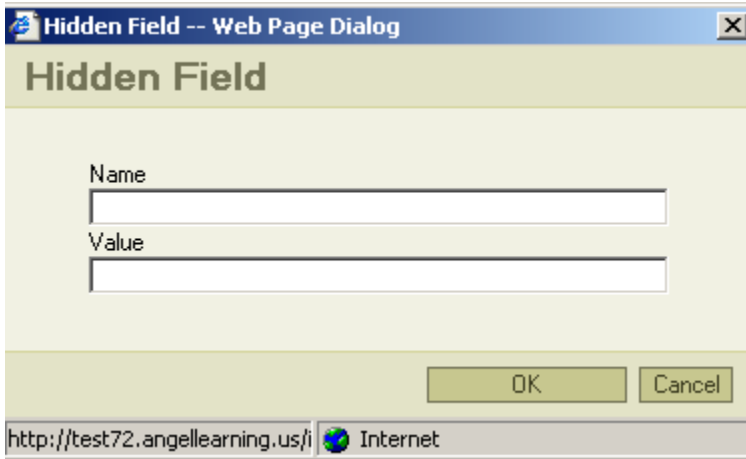 Hidden Field -- Web Page Dialog
Hidden Field
Name
Value
OK Cancel
http://test72.angellearning.us/i Internet